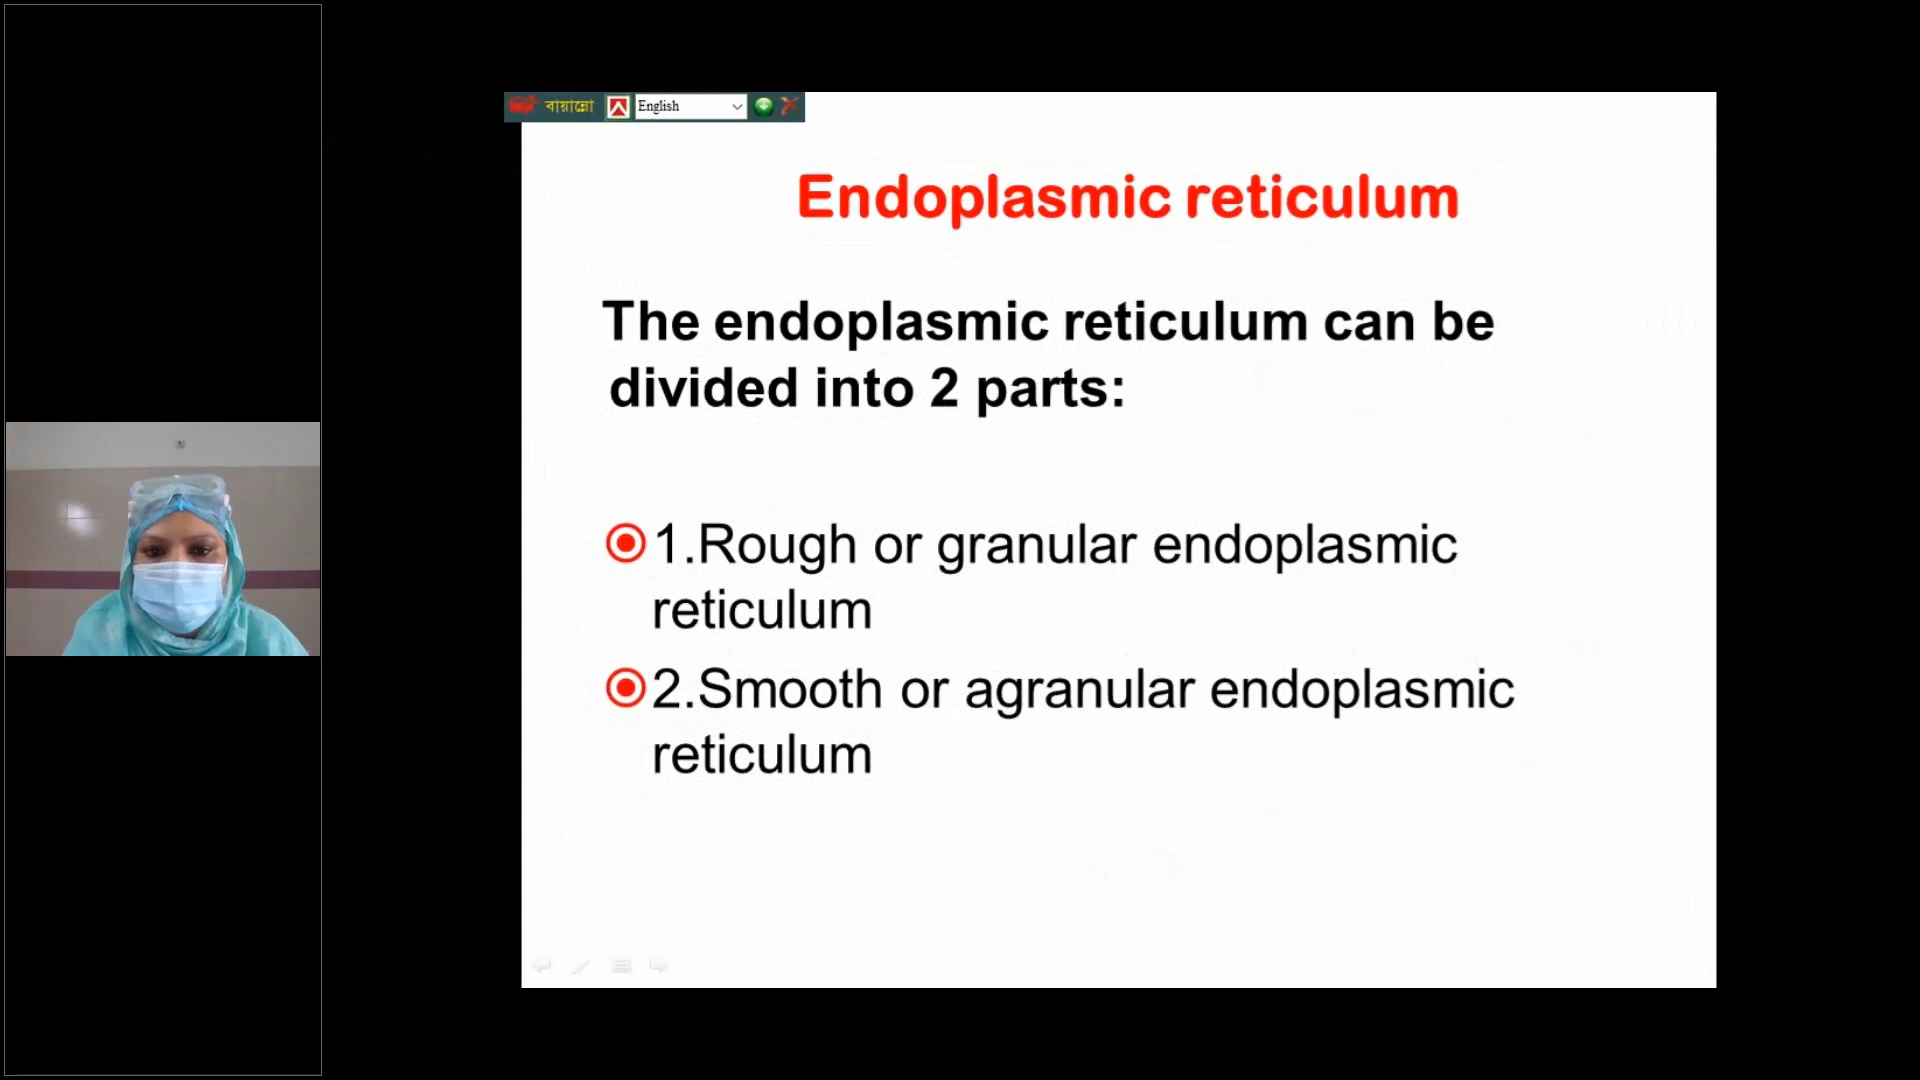 বায়ান্নো English
Endoplasmic reticulum
The endoplasmic reticulum can be
divided into 2 parts:
1.Rough or granular endoplasmic
reticulum
2.Smooth or agranular endoplasmic
reticulum